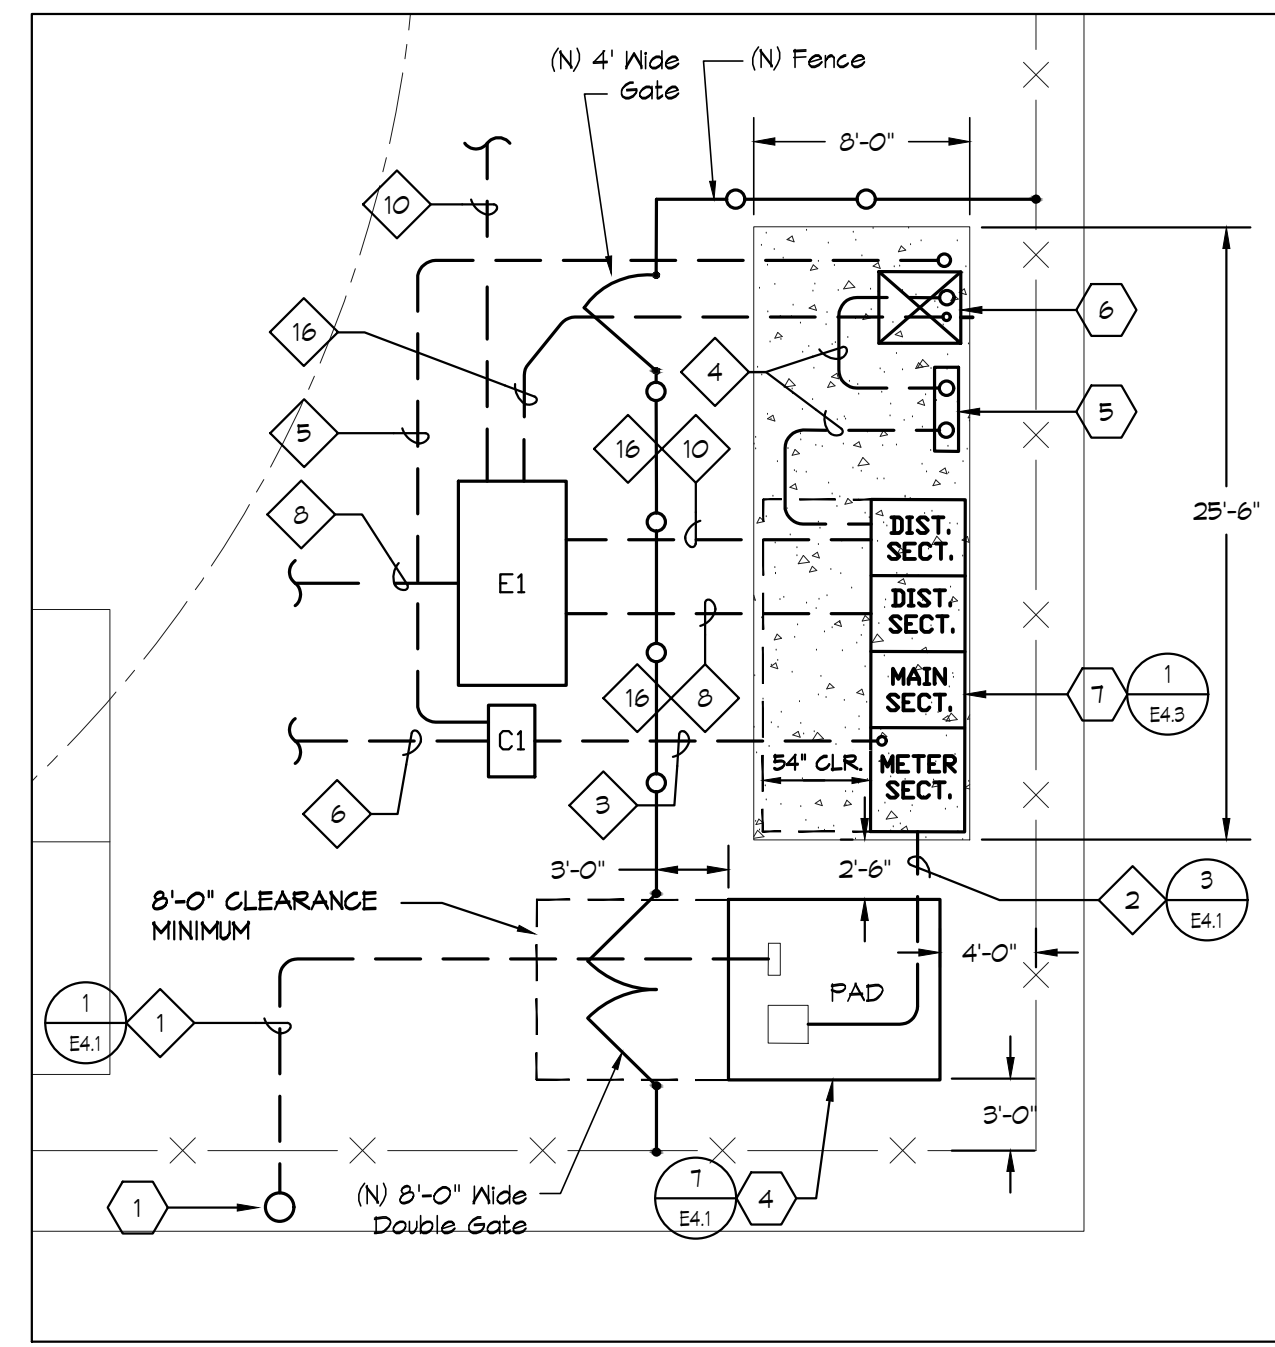 (N) 4' Wide
Gate
(N) Fence
8'-0"
10
16
6
4
5
5
16
10
8
25'-6"
DIST.
SECT.
E1
DIST.
SECT.
MAIN
SECT.
7
1
E4.3
16
8
C1
54" CLR.
METER
SECT.
3
6
3'-0"
2'-6"
8'-0" CLEARANCE
MINIMUM
2
3
E4.1
4'-0"
PAD
1
E4.1
1
3'-0"
(N) 8'-0" Wide
Double Gate
7
E4.1
4
1